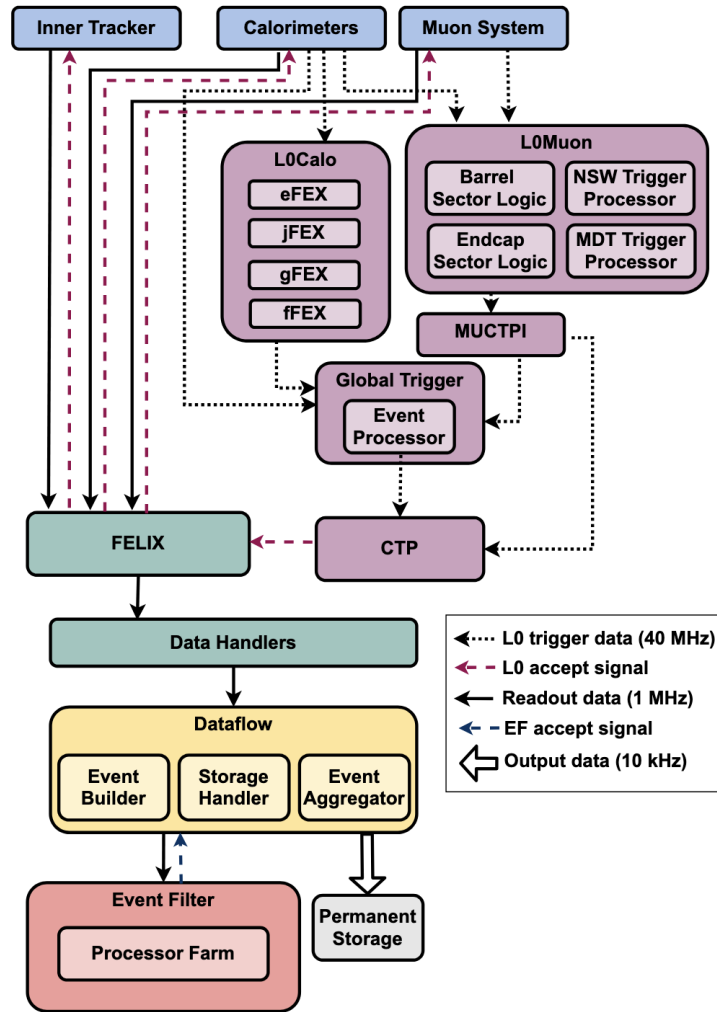 Inner Tracker
Calorimeters
Muon System
L0Calo
eFEX
jFEX
gFEX
fFEX
L0Muon
Barrel
Sector Logic
NSW Trigger
Processor
Endcap
Sector Logic
MDT Trigger
Processor
MUCTPI
Global Trigger
Event
Processor
FELIX
CTP
Data Handlers
L0 trigger data (40 MHz)
L0 accept signal
Readout data (1 MHz)
EF accept signal
Output data (10 kHz)
Dataflow
Event
Builder
Storage
Handler
Event
Aggregator
Event Filter
Processor Farm
Permanent
Storage